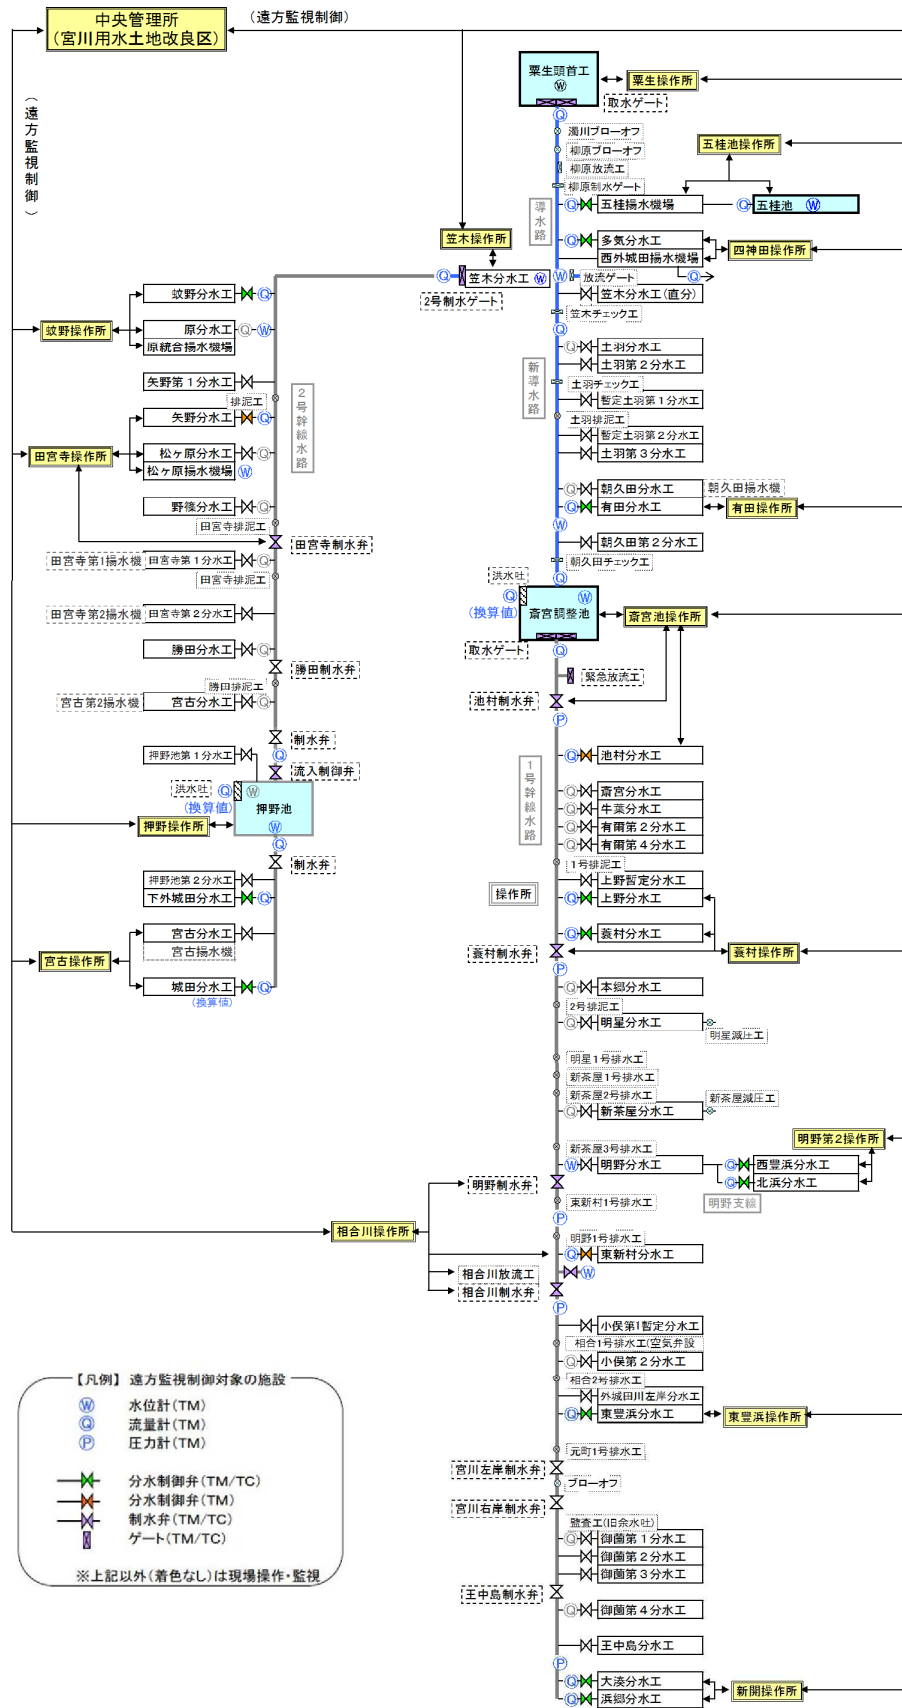 中央管理所
(宮川用水土地改良区)
(遠方監視制御)
(遠方監視制御)
粟生頭首工
W
粟生操作所
取水ゲート
Q
濁川ブローオフ
柳原ブローオフ
柳原放流工
柳原制水ゲート
五桂池操作所
導水路
Q
五桂揚水機場
Q
五桂池 W
笠木操作所
Q
多気分水工
西外城田揚水機場
四神田操作所
Q
Q
笠木分水工 W
W
放流ゲート
2号制水ゲート
笠木分水工(直分)
笠木チェック工
Q
蚊野分水工
Q
蚊野操作所
原分水工
Q W
原統合揚水機場
新導水路
Q
土羽分水工
土羽第2分水工
土羽チェック工
暫定土羽第1分水工
土羽排泥工
暫定土羽第2分水工
土羽第3分水工
矢野第1分水工
排泥工
2号幹線水路
矢野分水工
Q
田宮寺操作所
松ヶ原分水工
Q
松ヶ原揚水機場
W
野篠分水工
Q
田宮寺排泥工
田宮寺制水弁
田宮寺第1揚水機
田宮寺第1分水工
Q
田宮寺排泥工
田宮寺第2揚水機
田宮寺第2分水工
勝田分水工
Q
勝田制水弁
勝田排泥工
宮古第2揚水機
宮古分水工
Q
制水弁
押野池第1分水工
Q
流入制御弁
洪水吐
Q
W
(換算値)
押野池
W
押野操作所
Q
制水弁
押野池第2分水工
下外城田分水工
Q
宮古分水工
宮古揚水機
宮古操作所
城田分水工
Q
(換算値)
Q
朝久田分水工
朝久田揚水機
Q
有田分水工
有田操作所
W
朝久田第2分水工
朝久田チェック工
Q
洪水吐
Q
(換算値)
W
斎宮調整池
斎宮池操作所
取水ゲート
Q
緊急放流工
池村制水弁
P
Q
池村分水工
1号幹線水路
Q
斎宮分水工
Q
牛葉分水工
Q
有爾第2分水工
Q
有爾第4分水工
1号排泥工
上野暫定分水工
操作所
Q
上野分水工
Q
蓑村分水工
蓑村制水弁
蓑村操作所
P
Q
本郷分水工
2号排泥工
Q
明星分水工
明星減圧工
明星1号排水工
新茶屋1号排水工
新茶屋2号排水工
新茶屋減圧工
Q
新茶屋分水工
明野第2操作所
新茶屋3号排水工
W
明野分水工
Q
西豊浜分水工
Q
北浜分水工
明野支線
明野制水弁
東新村1号排水工
P
相合川操作所
明野1号排水工
Q
東新村分水工
相合川放流工
W
相合川制水弁
P
小俣第1暫定分水工
相合1号排水工(空気弁設
Q
小俣第2分水工
相合2号排水工
外城田川左岸分水工
Q
東豊浜分水工
東豊浜操作所
元町1号排水工
宮川左岸制水弁
ブローオフ
宮川右岸制水弁
監査工(旧余水吐)
Q
御薗第1分水工
御薗第2分水工
御薗第3分水工
王中島制水弁
Q
御薗第4分水工
王中島分水工
P
Q
大湊分水工
Q
浜郷分水工
新開操作所
【凡例】 遠方監視制御対象の施設
W 水位計(TM)
Q 流量計(TM)
P 圧力計(TM)
分水制御弁(TM/TC)
分水制御弁(TM)
制水弁(TM/TC)
ゲート(TM/TC)
※上記以外(着色なし)は現場操作・監視